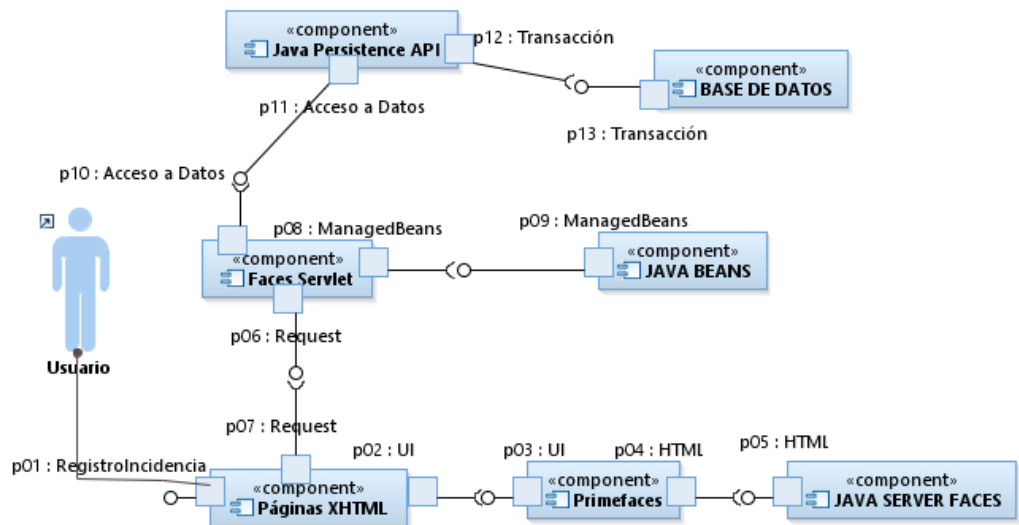 «component»
Java Persistence API
p12 : Transacción
«component»
BASE DE DATOS
p11 : Acceso a Datos
p13 : Transacción
p10 : Acceso a Datos
p08 : ManagedBeans
p09 : ManagedBeans
«component»
Faces Servlet
«component»
JAVA BEANS
p06 : Request
Usuario
p07 : Request
p02 : UI
p03 : UI
p04 : HTML
p05 : HTML
p01 : RegistroIncidencia
«component»
Páginas XHTML
«component»
Primefaces
«component»
JAVA SERVER FACES